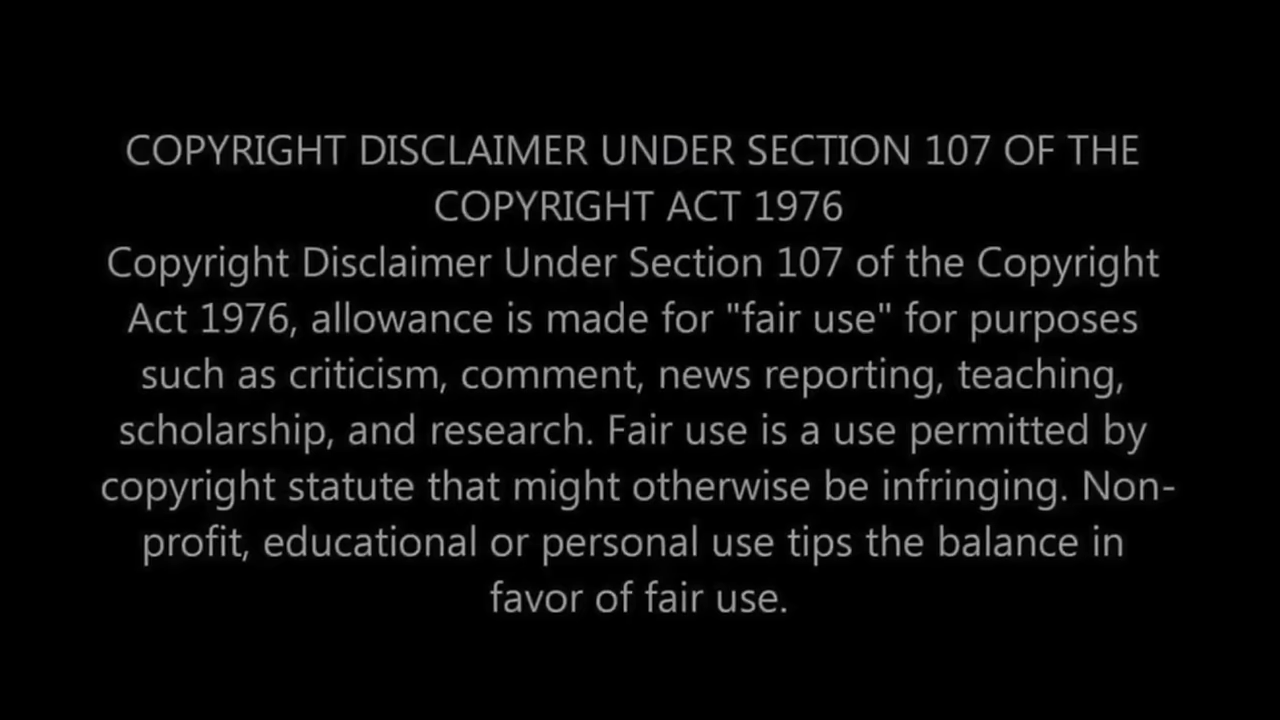 COPYRIGHT DISCLAIMER UNDER SECTION 107 OF THE
COPYRIGHT ACT 1976
Copyright Disclaimer Under Section 107 of the Copyright
Act 1976, allowance is made for "fair use" for purposes
such as criticism, comment, news reporting, teaching,
scholarship, and research. Fair use is a use permitted by
copyright statute that might otherwise be infringing. Non-
profit, educational or personal use tips the balance in
favor of fair use.